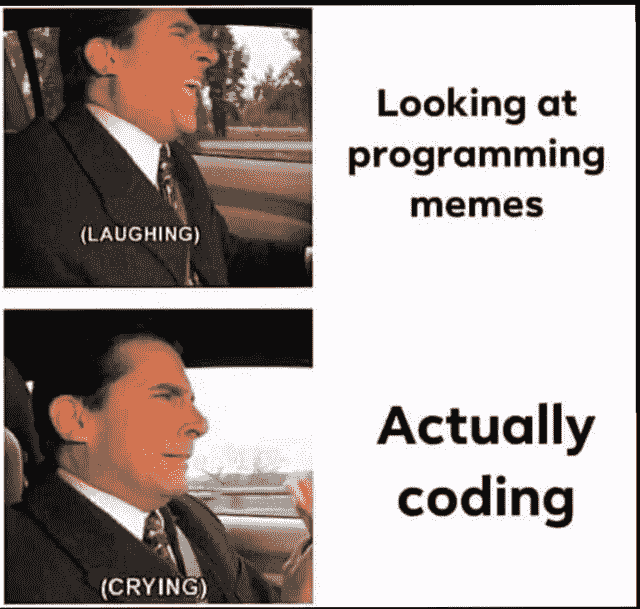 Looking at
programming
memes
(LAUGHING)
Actually
coding
(CRYING)